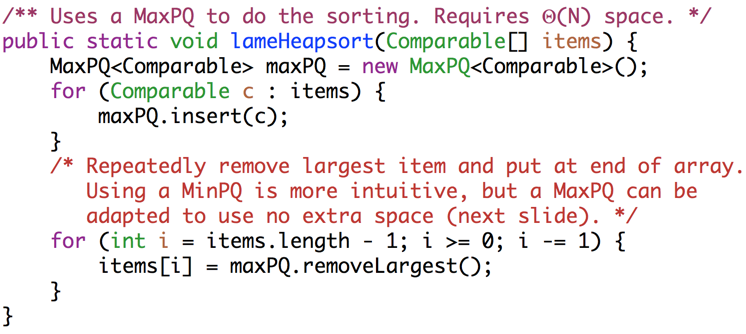 /** Uses a MaxPQ to do the sorting. Requires Θ(N) space. */
public static void lameHeapsort(Comparable[] items) {
    MaxPQ<Comparable> maxPQ = new MaxPQ<Comparable>();
    for (Comparable c : items) {
        maxPQ.insert(c);
    }
    /* Repeatedly remove largest item and put at end of array.
       Using a MinPQ is more intuitive, but a MaxPQ can be
       adapted to use no extra space (next slide). */
    for (int i = items.length - 1; i >= 0; i -= 1) {
        items[i] = maxPQ.removeLargest();
    }
}